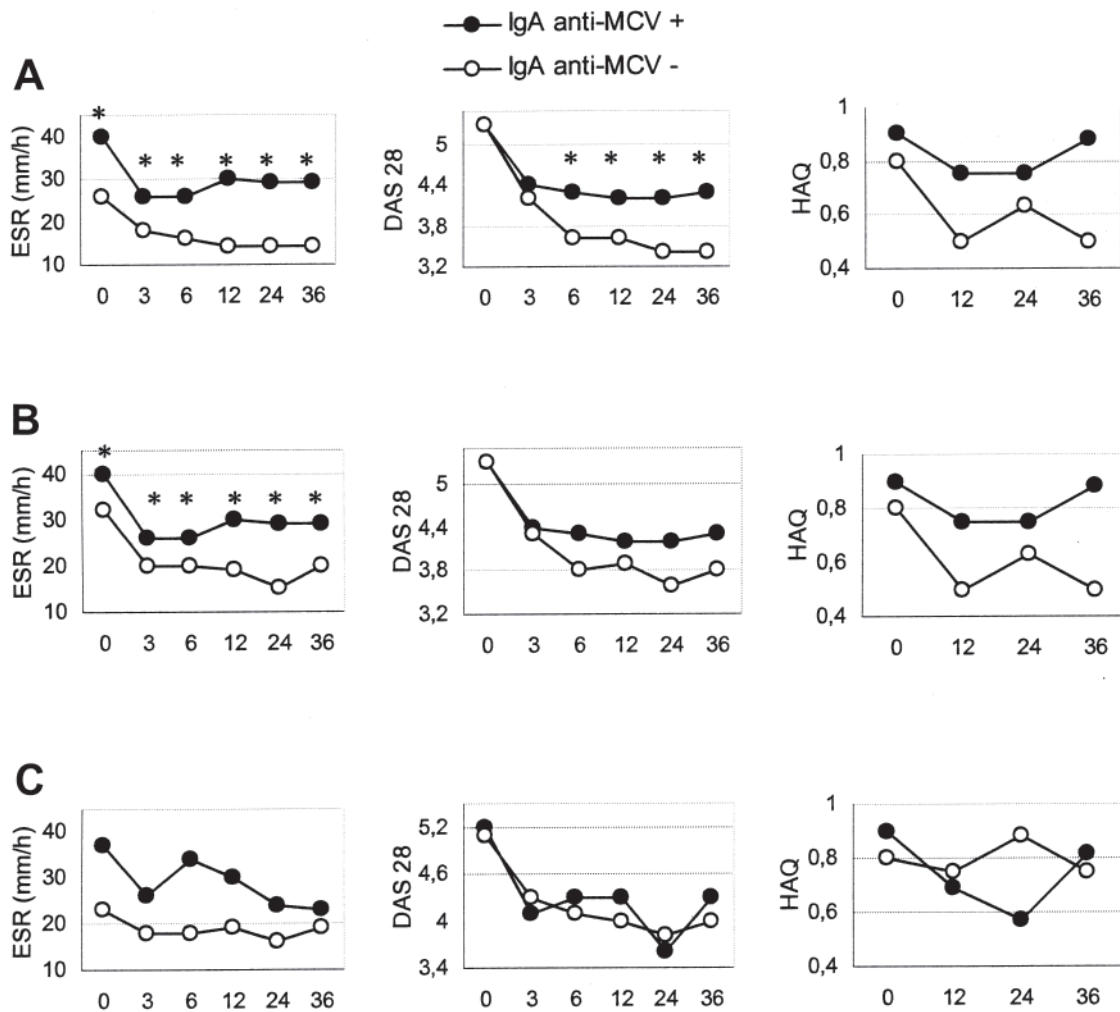 IgA anti-MCV +
IgA anti-MCV -
A
ESR (mm/h)
40
30
20
10
* * * * * *
0 3 6 12 24 36
DAS 28
5
4,4
3,8
3,2
* * * *
0 3 6 12 24 36
HAQ
1
0,8
0,6
0,4
0 12 24 36
B
ESR (mm/h)
40
30
20
10
* * * * * *
0 3 6 12 24 36
DAS 28
5
4,4
3,8
3,2
0 3 6 12 24 36
HAQ
1
0,8
0,6
0,4
0 12 24 36
C
ESR (mm/h)
40
30
20
10
0 3 6 12 24 36
DAS 28
5,2
4,6
4
3,4
0 3 6 12 24 36
HAQ
1
0,8
0,6
0,4
0 12 24 36